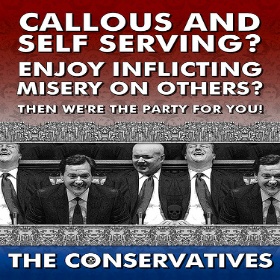 CALLOUS AND
SELF SERVING?
ENJOY INFLICTING
MISERY ON OTHERS?
THEN WE'RE THE PARTY FOR YOU!
THE CONSERVATIVES